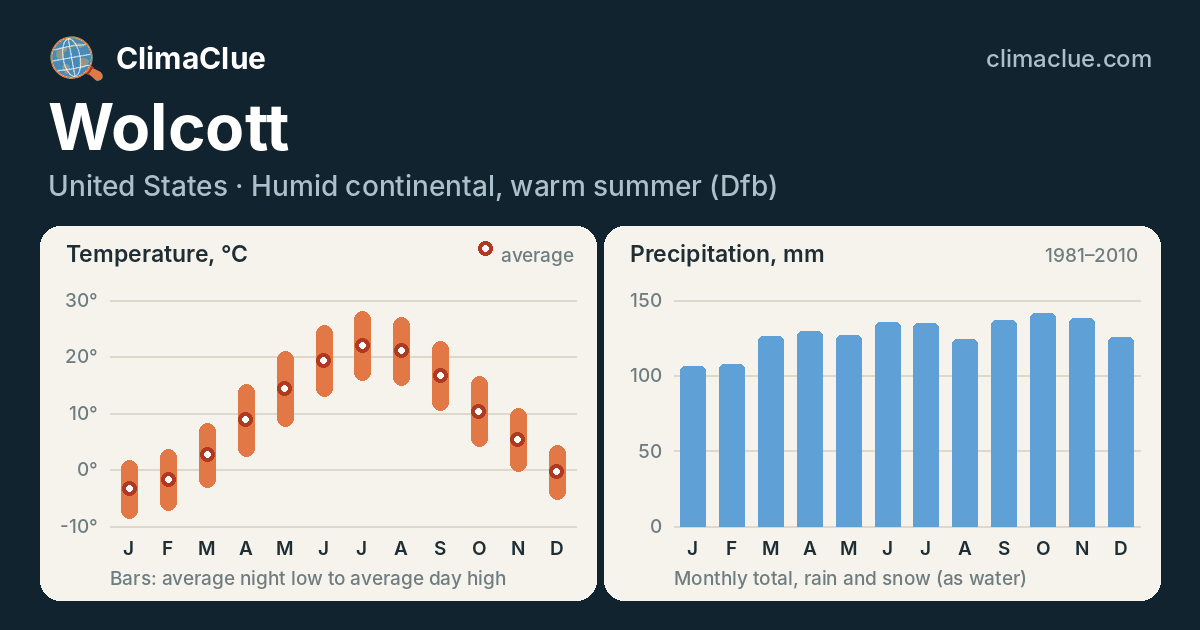 ClimaClue
climaclue.com
Wolcott
United States · Humid continental, warm summer (Dfb)
Temperature, °C
average
30°
20°
10°
0°
-10°
J F M A M J J A S O N D
Bars: average night low to average day high
Precipitation, mm
1981–2010
150
100
50
0
J F M A M J J A S O N D
Monthly total, rain and snow (as water)